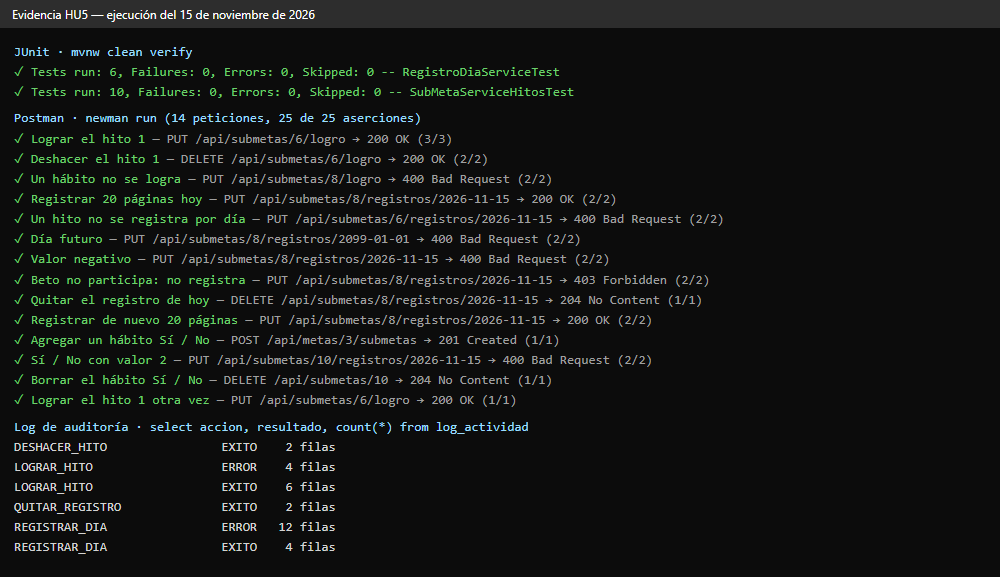 Evidencia HU5 — ejecución del 15 de noviembre de 2026
JUnit · mvnw clean verify
✓ Tests run: 6, Failures: 0, Errors: 0, Skipped: 0 -- RegistroDiaServiceTest
✓ Tests run: 10, Failures: 0, Errors: 0, Skipped: 0 -- SubMetaServiceHitosTest
Postman · newman run (14 peticiones, 25 de 25 aserciones)
✓ Lograr el hito 1 — PUT /api/submetas/6/logro → 200 OK (3/3)
✓ Deshacer el hito 1 — DELETE /api/submetas/6/logro → 200 OK (2/2)
✓ Un hábito no se logra — PUT /api/submetas/8/logro → 400 Bad Request (2/2)
✓ Registrar 20 páginas hoy — PUT /api/submetas/8/registros/2026-11-15 → 200 OK (2/2)
✓ Un hito no se registra por día — PUT /api/submetas/6/registros/2026-11-15 → 400 Bad Request (2/2)
✓ Día futuro — PUT /api/submetas/8/registros/2099-01-01 → 400 Bad Request (2/2)
✓ Valor negativo — PUT /api/submetas/8/registros/2026-11-15 → 400 Bad Request (2/2)
✓ Beto no participa: no registra — PUT /api/submetas/8/registros/2026-11-15 → 403 Forbidden (2/2)
✓ Quitar el registro de hoy — DELETE /api/submetas/8/registros/2026-11-15 → 204 No Content (1/1)
✓ Registrar de nuevo 20 páginas — PUT /api/submetas/8/registros/2026-11-15 → 200 OK (2/2)
✓ Agregar un hábito Sí / No — POST /api/metas/3/submetas → 201 Created (1/1)
✓ Sí / No con valor 2 — PUT /api/submetas/10/registros/2026-11-15 → 400 Bad Request (2/2)
✓ Borrar el hábito Sí / No — DELETE /api/submetas/10 → 204 No Content (1/1)
✓ Lograr el hito 1 otra vez — PUT /api/submetas/6/logro → 200 OK (1/1)
Log de auditoría · select accion, resultado, count(*) from log_actividad
DESHACER_HITO EXITO 2 filas
LOGRAR_HITO ERROR 4 filas
LOGRAR_HITO EXITO 6 filas
QUITAR_REGISTRO EXITO 2 filas
REGISTRAR_DIA ERROR 12 filas
REGISTRAR_DIA EXITO 4 filas